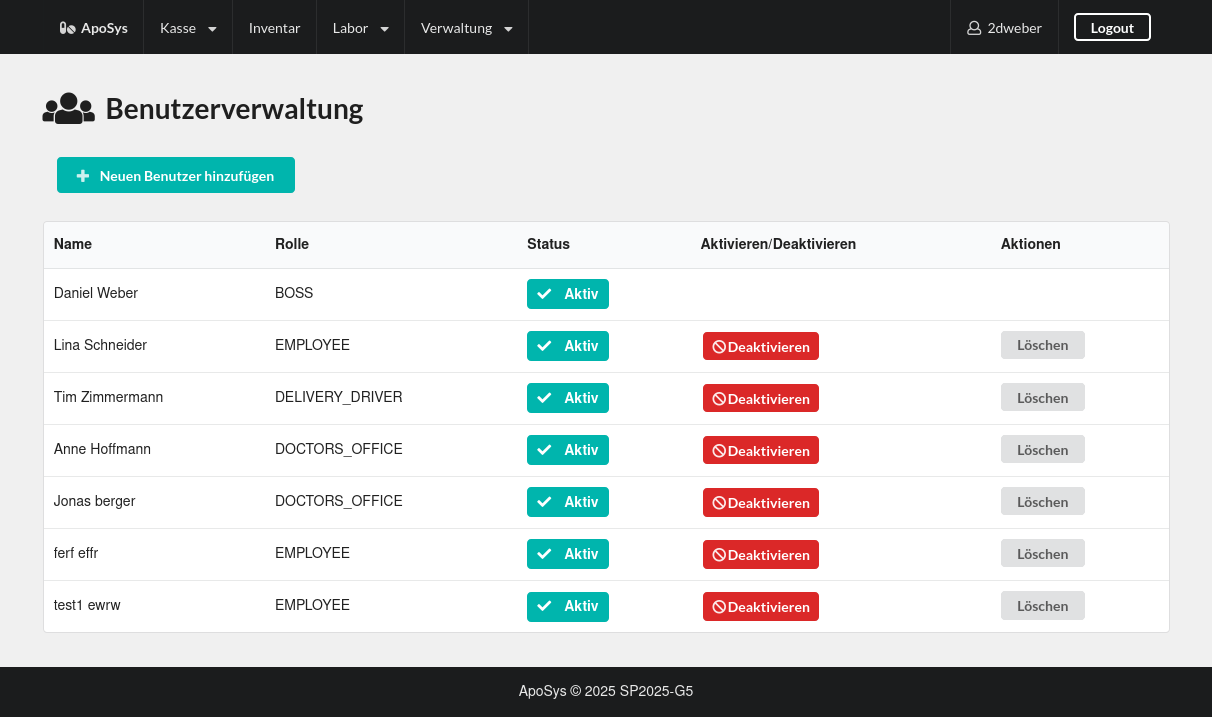 ApoSys Kasse Inventar Labor Verwaltung 2dweber Logout
Benutzerverwaltung
Neuen Benutzer hinzufügen
Name Rolle Status Aktivieren/Deaktivieren Aktionen
Daniel Weber BOSS Aktiv
Lina Schneider EMPLOYEE Aktiv Deaktivieren Löschen
Tim Zimmermann DELIVERY_DRIVER Aktiv Deaktivieren Löschen
Anne Hoffmann DOCTORS_OFFICE Aktiv Deaktivieren Löschen
Jonas berger DOCTORS_OFFICE Aktiv Deaktivieren Löschen
ferf effr EMPLOYEE Aktiv Deaktivieren Löschen
test1 ewrw EMPLOYEE Aktiv Deaktivieren Löschen
ApoSys © 2025 SP2025-G5